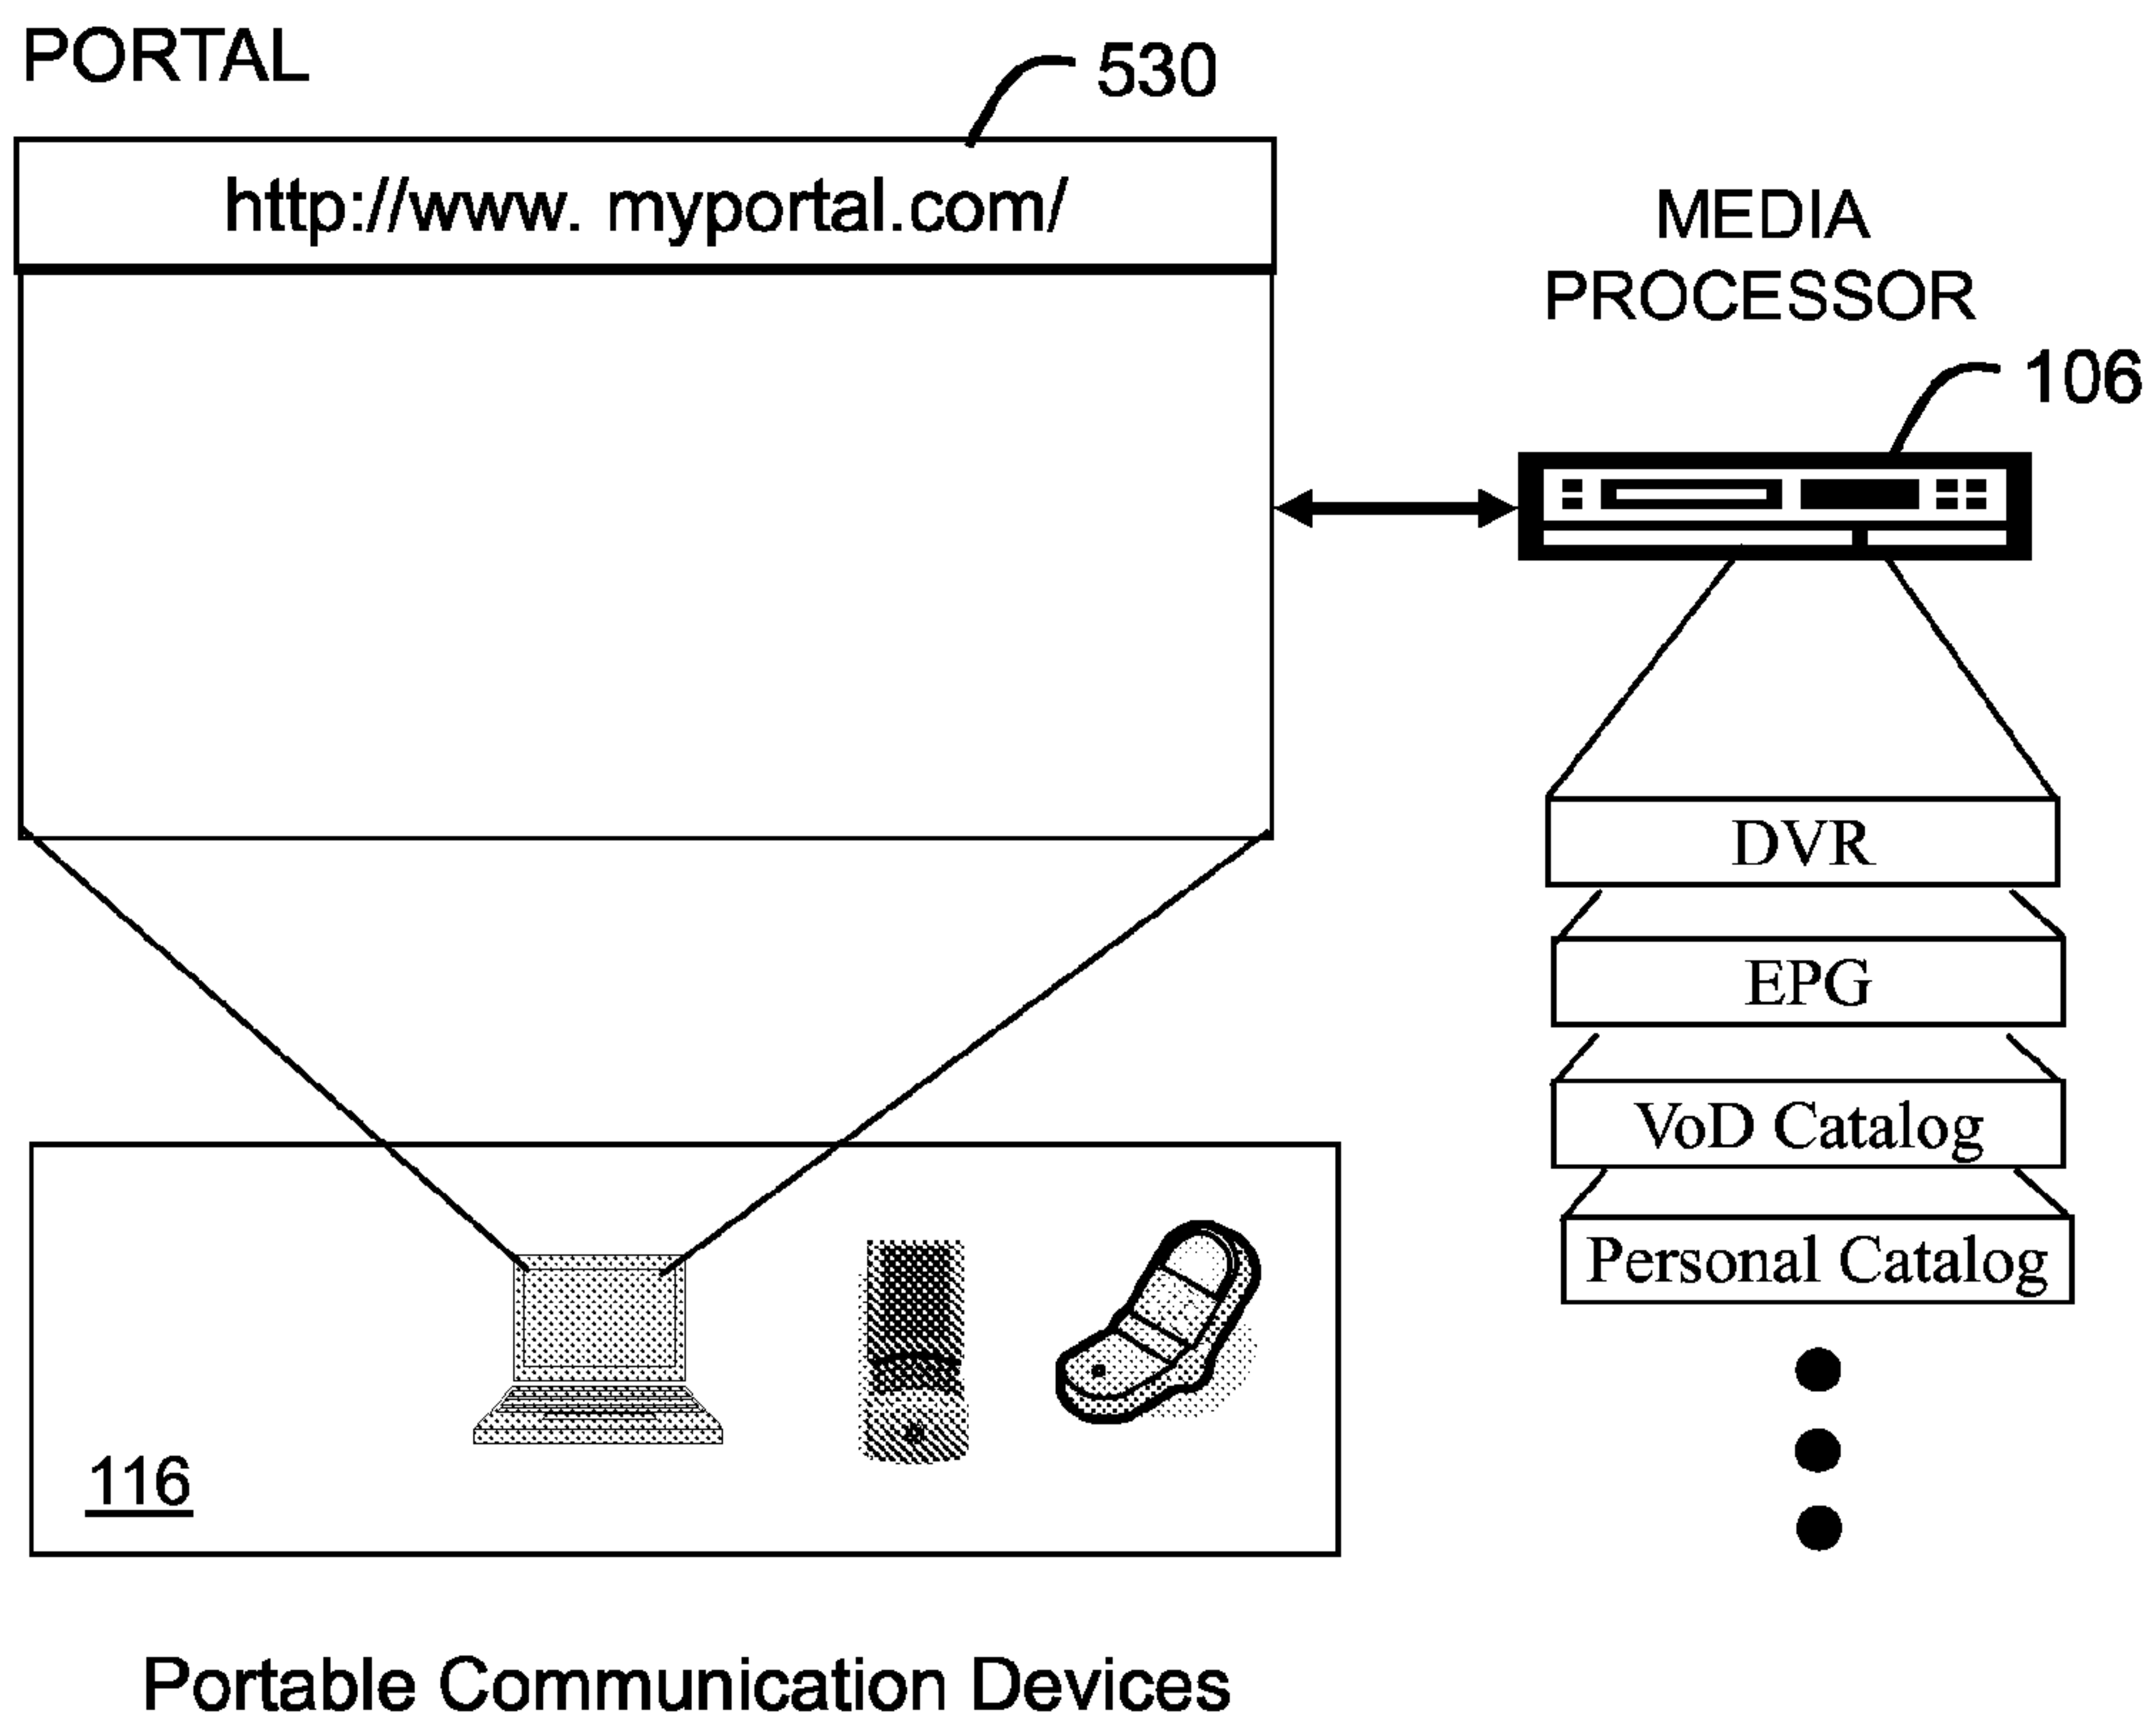 PORTAL
530
http://www. myportal.com/
MEDIA
PROCESSOR
106
DVR
EPG
VoD Catalog
Personal Catalog
116
Portable Communication Devices